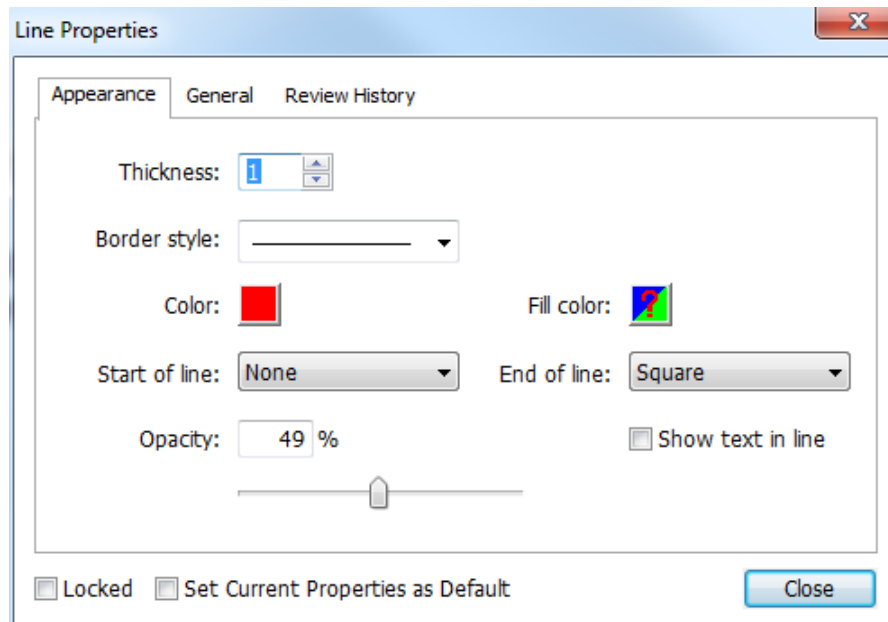 Line Properties
Appearance General Review History
Thickness: 1
Border style:
Color: Fill color: ?
Start of line: None End of line: Square
Opacity: 49 % Show text in line
Locked Set Current Properties as Default Close